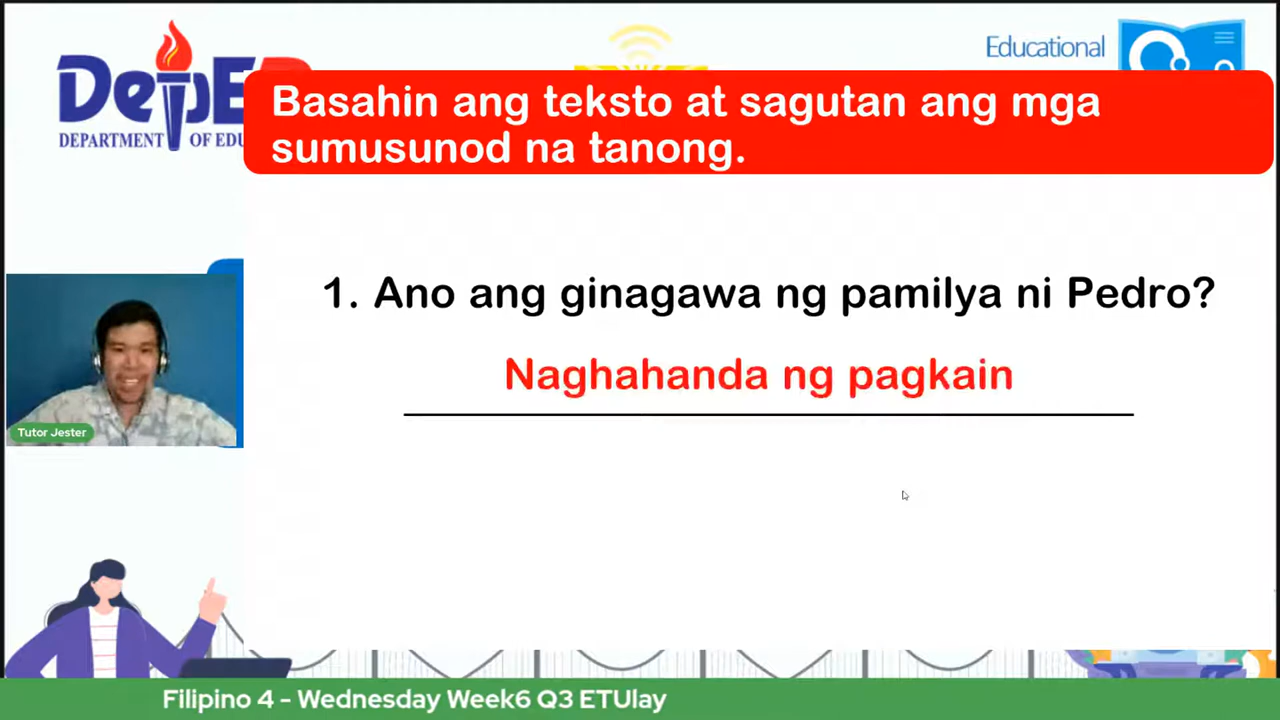 DepED
DEPARTMENT OF EDU
Educational
Basahin ang teksto at sagutan ang mga
sumusunod na tanong.
1. Ano ang ginagawa ng pamilya ni Pedro?
Naghahanda ng pagkain
Tutor Jester
Filipino 4 - Wednesday Week6 Q3 ETUlay